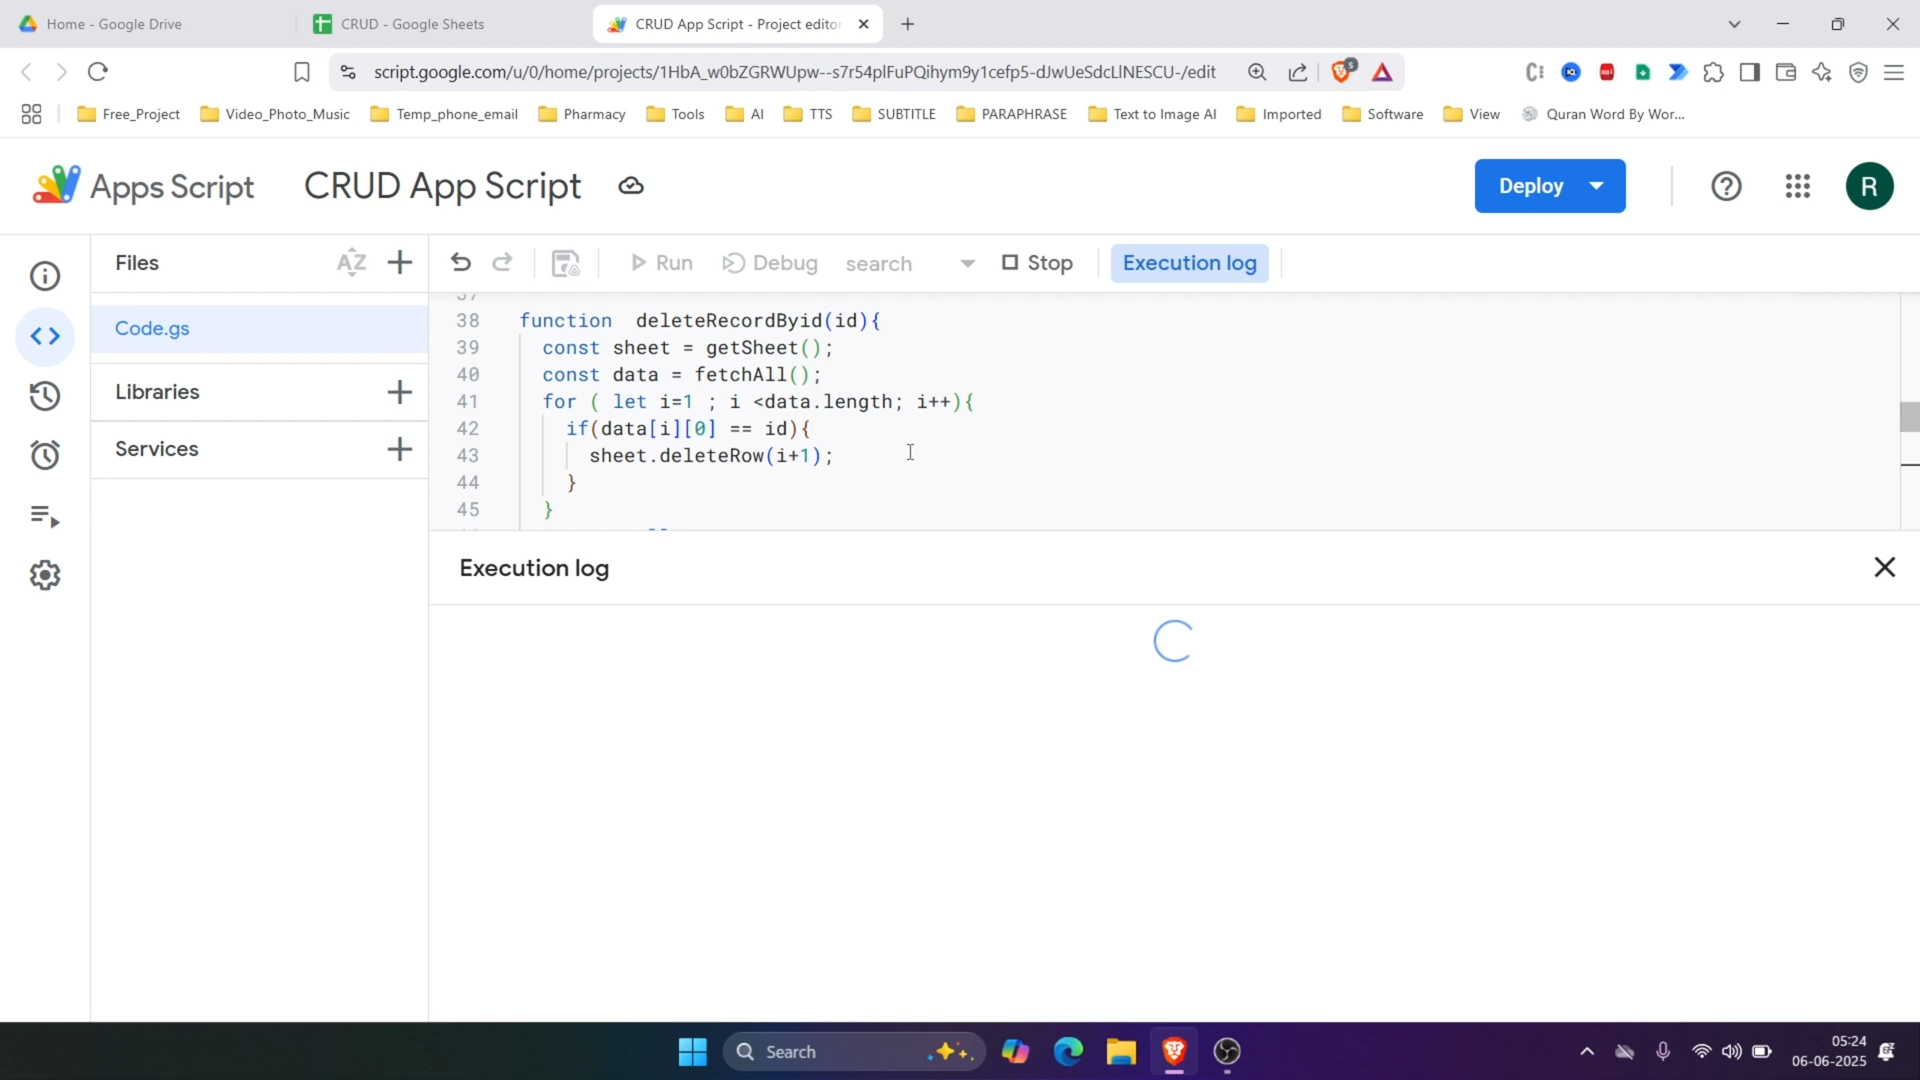 Home - Google Drive
CRUD - Google Sheets
CRUD App Script - Project editor
script.google.com/u/0/home/projects/1HbA_w0bZGRWUpw--s7r54plFuPQihym9y1cefp5-dJwUeSdcLlNESCU-/edit
5
Free_Project
Video_Photo_Music
Temp_phone_email
Pharmacy
Tools
AI
TTS
SUBTITLE
PARAPHRASE
Text to Image AI
Imported
Software
View
Quran Word By Wor...
Apps Script
CRUD App Script
Deploy
R
Files
AZ
Run
Debug
search
Stop
Execution log
Code.gs
Libraries
Services
37
38 function  deleteRecordByid(id){
39 const sheet = getSheet();
40 const data = fetchAll();
41 for ( let i=1 ; i <data.length; i++){
42 if(data[i][0] == id){
43 sheet.deleteRow(i+1);
44 }
45 }
Execution log
Search
05:24
06-06-2025